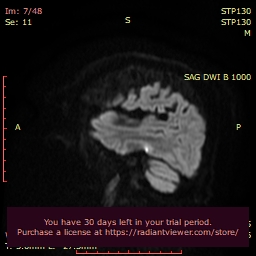 Im: 7/48
Se: 11
S
STP130
STP130
M
SAG DWI B 1000
A
P
You have 30 days left in your trial period.
Purchase a license at https://radiantviewer.com/store/